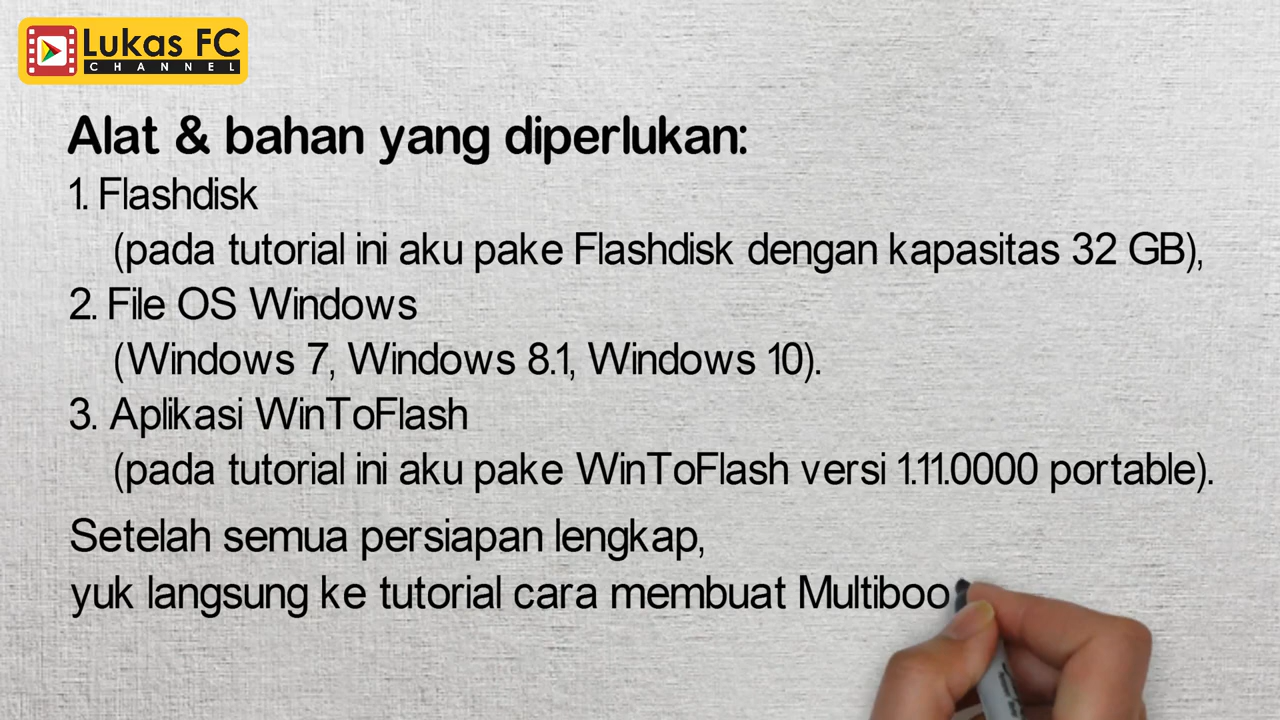 Lukas FC
CHANNEL
Alat & bahan yang diperlukan:
1. Flashdisk
(pada tutorial ini aku pake Flashdisk dengan kapasitas 32 GB),
2. File OS Windows
(Windows 7, Windows 8.1, Windows 10).
3. Aplikasi WinToFlash
(pada tutorial ini aku pake WinToFlash versi 1.11.0000 portable).
Setelah semua persiapan lengkap,
yuk langsung ke tutorial cara membuat Multiboo